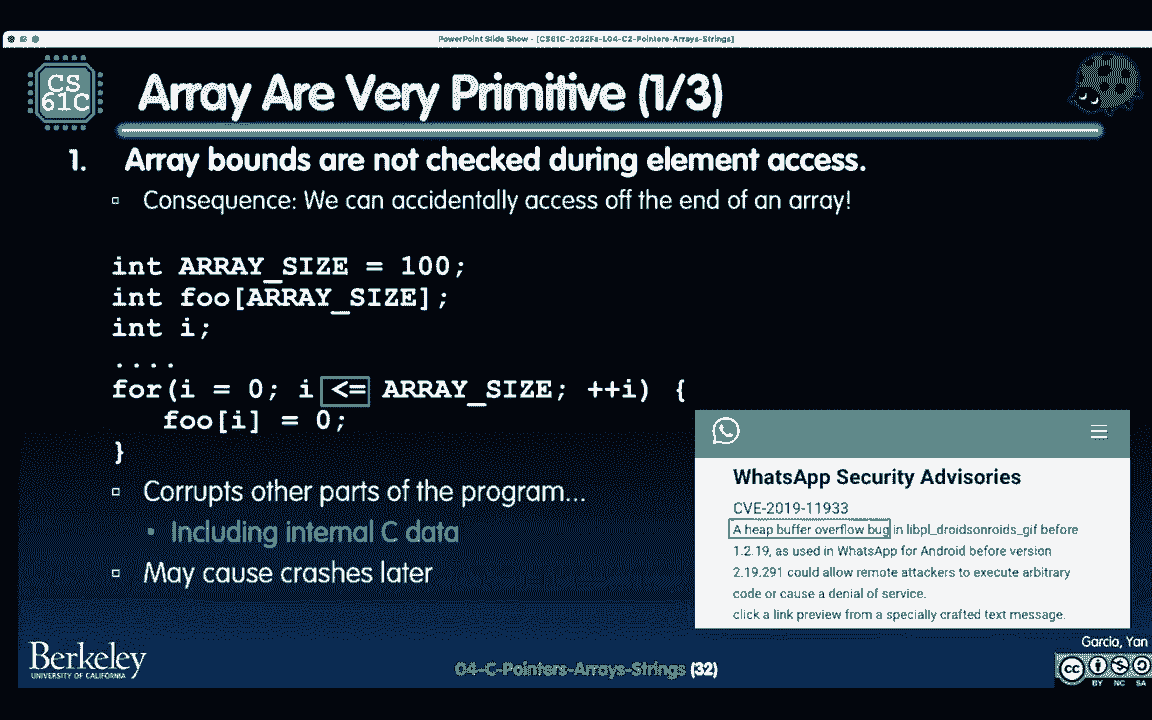 PowerPoint Slide Show - [CS61C-2022Fa-L04-C2-Pointers-Arrays-Strings]
CS
61C
Array Are Very Primitive (1/3)
1. Array bounds are not checked during element access.
Consequence: We can accidentally access off the end of an array!
int ARRAY_SIZE = 100;
int foo[ARRAY_SIZE];
int i;
....
for(i = 0; i <= ARRAY_SIZE; ++i) {
foo[i] = 0;
}
Corrupts other parts of the program...
• Including internal C data
May cause crashes later
WhatsApp Security Advisories
CVE-2019-11933
A heap buffer overflow bug in libpl_droidsonroids_gif before
1.2.19, as used in WhatsApp for Android before version
2.19.291 could allow remote attackers to execute arbitrary
code or cause a denial of service.
click a link preview from a specially crafted text message.
Berkeley
UNIVERSITY OF CALIFORNIA
04-C-Pointers-Arrays-Strings (32)
Garcia, Yan
cc
BY NC SA